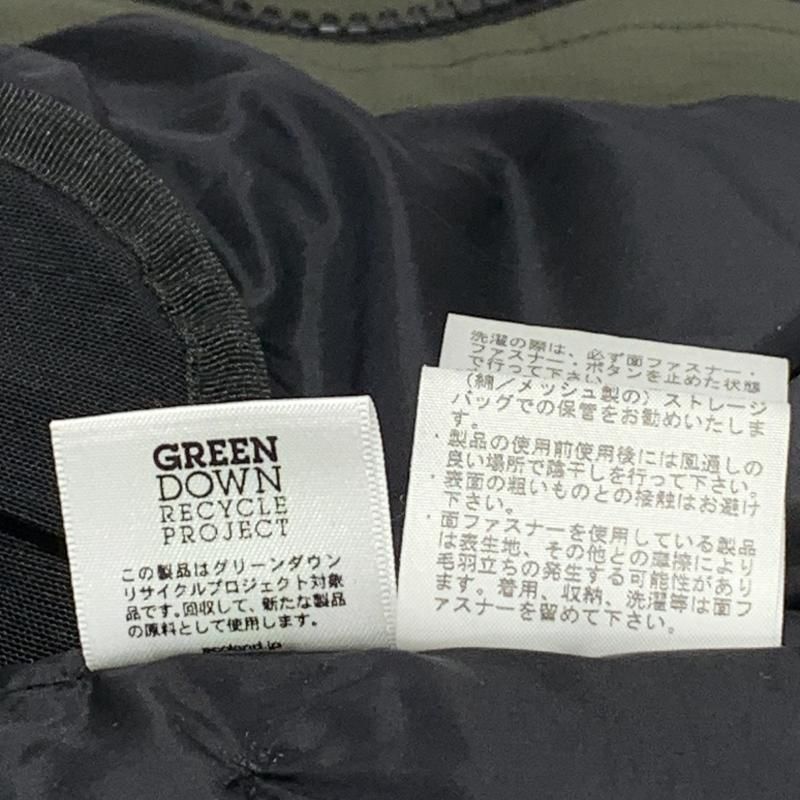 GREEN
DOWN
RECYCLE
PROJECT
この製品はグリーンダウン
リサイクルプロジェクト対象
品です。回収して、新たな製品
の原料として使用します。
ecoland.jp
洗濯の際は、必ず面ファスナー・
ファスナー、ボタンを止めた状態
で行って下さい
(綿/メッシュ製の)ストレージ
バッグでの保管をお勧めいたしま
す。
・製品の使用前使用後には風通しの
良い場所で陰干しを行って下さい。
・表面の粗いものとの接触はお避け
下さい。
・面ファスナーを使用している製品
は表生地、その他との摩擦により
毛羽立ちの発生する可能性があり
ます。着用、収納、洗濯等は面フ
ァスナーを留めて下さい。